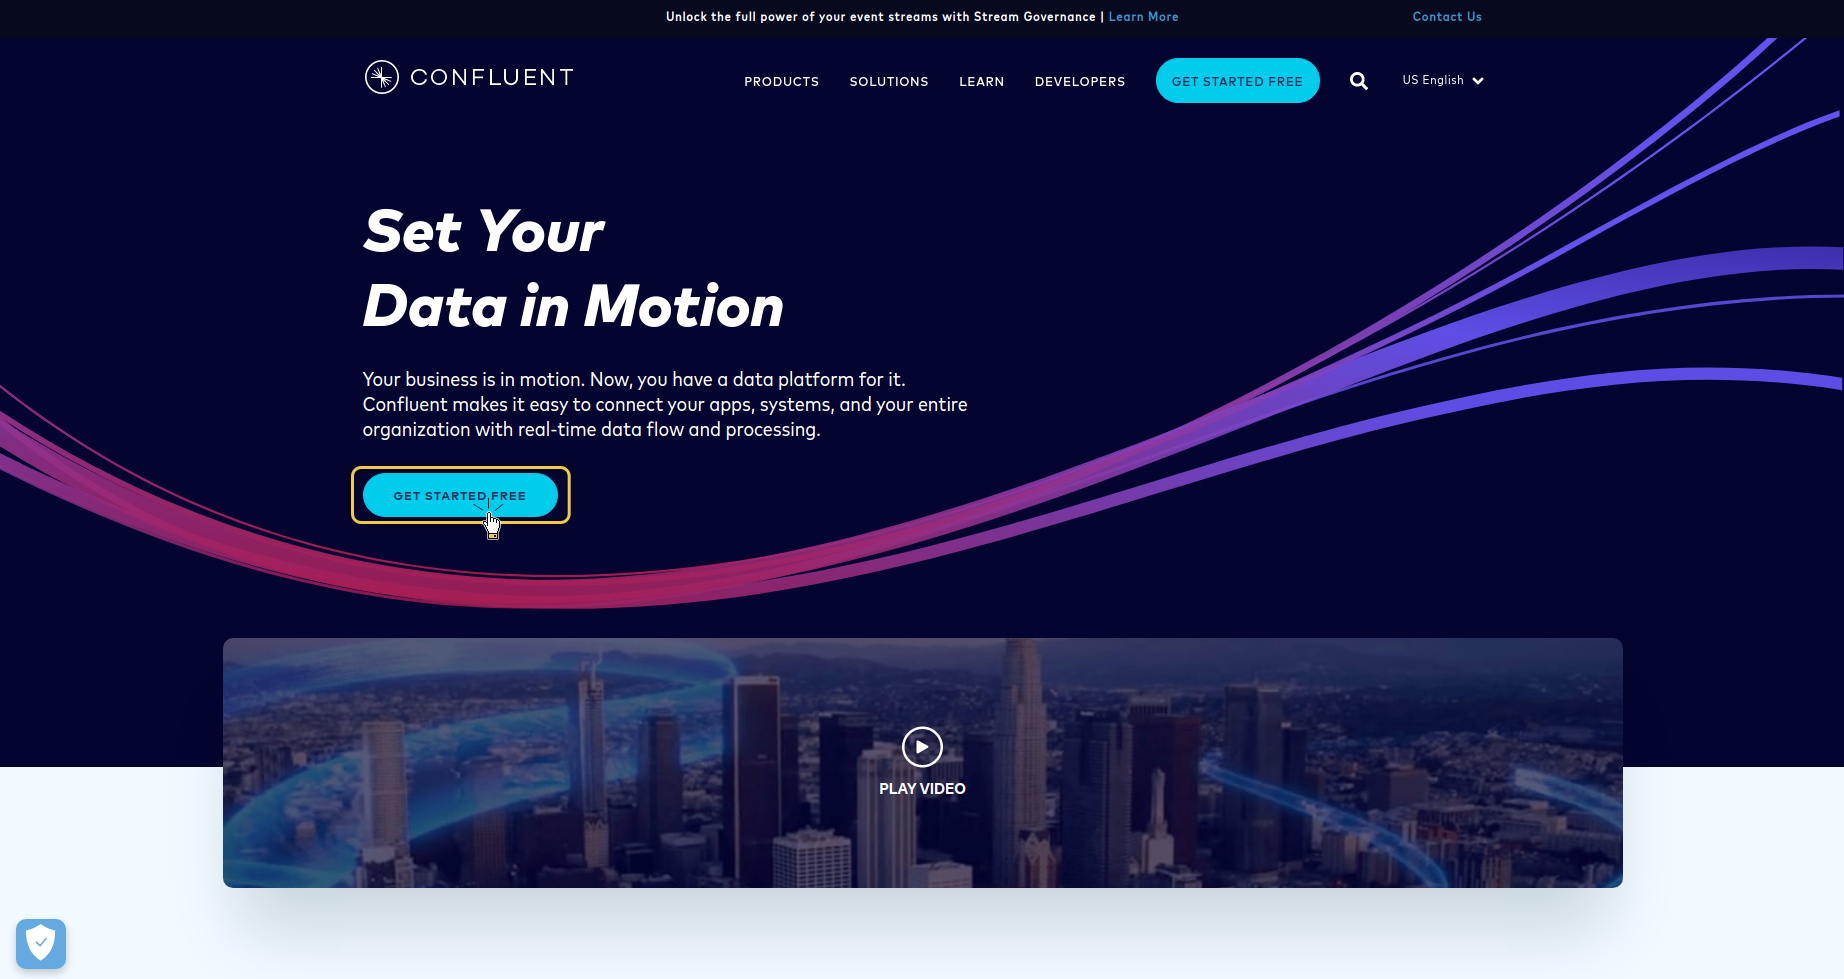 Unlock the full power of your event streams with Stream Governance | Learn More
Contact Us
CONFLUENT
PRODUCTS
SOLUTIONS
LEARN
DEVELOPERS
GET STARTED FREE
US English
Set Your
Data in Motion
Your business is in motion. Now, you have a data platform for it.
Confluent makes it easy to connect your apps, systems, and your entire
organization with real-time data flow and processing.
GET STARTED FREE
PLAY VIDEO